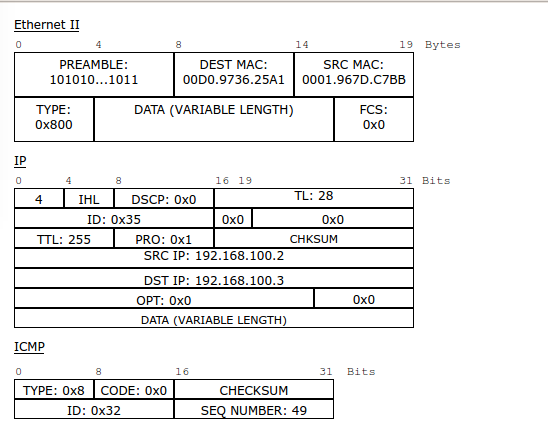 Ethernet II
0 4 8 14 19 Bytes
PREAMBLE: DEST MAC: SRC MAC:
101010...1011 00D0.9736.25A1 0001.967D.C7BB
TYPE: DATA (VARIABLE LENGTH) FCS:
0x800 0x0
IP
0 4 8 16 19 31 Bits
4 IHL DSCP: 0x0 TL: 28
ID: 0x35 0x0 0x0
TTL: 255 PRO: 0x1 CHKSUM
SRC IP: 192.168.100.2
DST IP: 192.168.100.3
OPT: 0x0 0x0
DATA (VARIABLE LENGTH)
ICMP
0 8 16 31 Bits
TYPE: 0x8 CODE: 0x0 CHECKSUM
ID: 0x32 SEQ NUMBER: 49